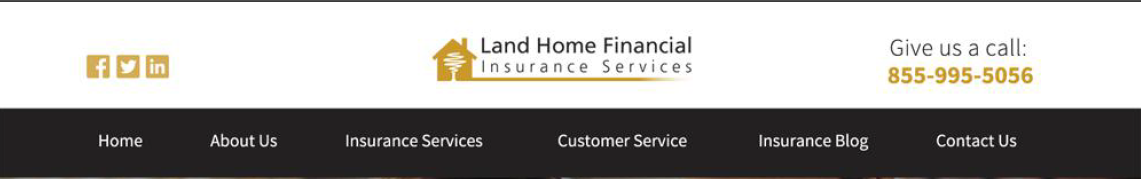 Land Home Financial
Insurance Services
Give us a call:
855-995-5056
Home About Us Insurance Services Customer Service Insurance Blog Contact Us